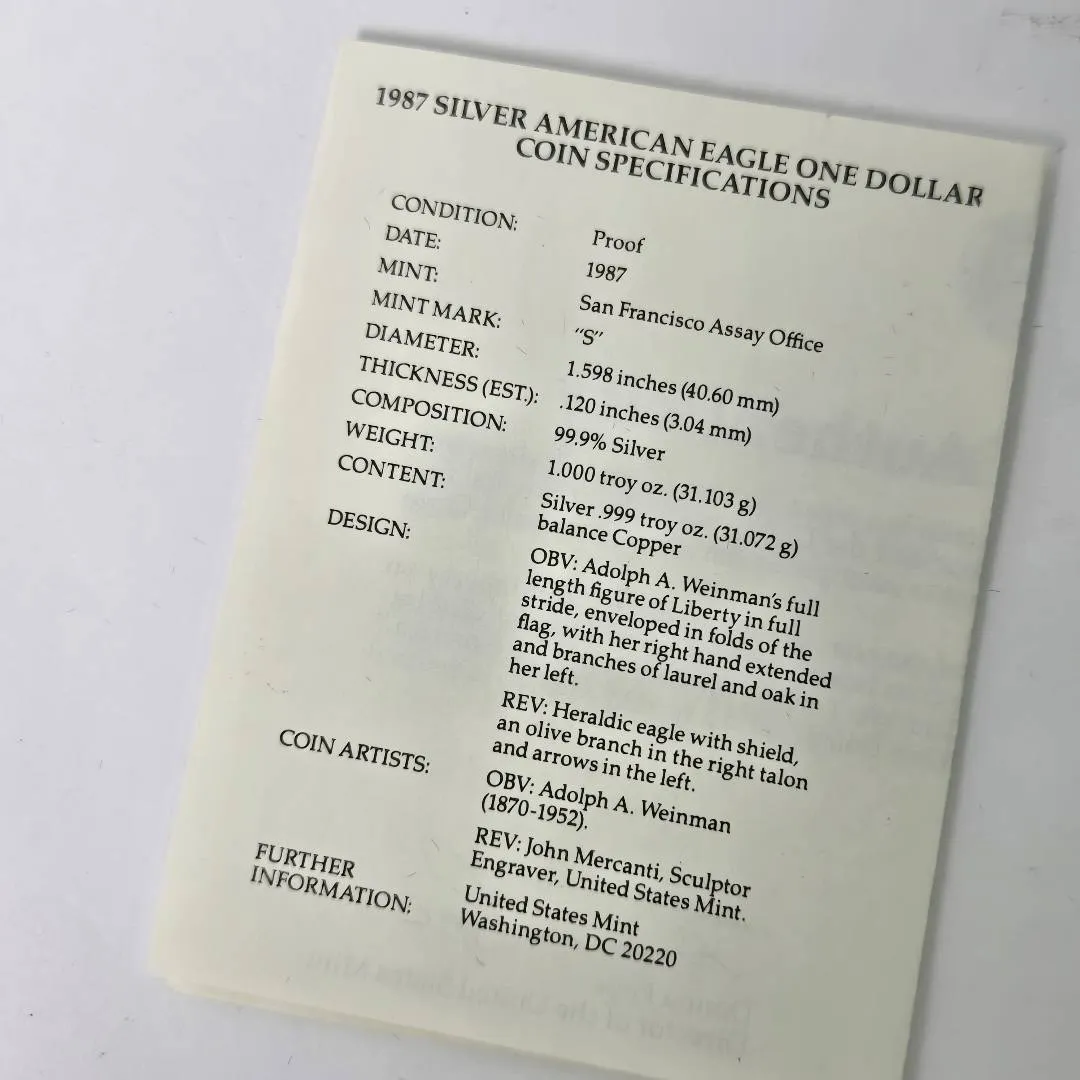 1987 SILVER AMERICAN EAGLE ONE DOLLAR
COIN SPECIFICATIONS
CONDITION: Proof
DATE: 1987
MINT: San Francisco Assay Office
MINT MARK: "S"
DIAMETER: 1.598 inches (40.60 mm)
THICKNESS (EST.): .120 inches (3.04 mm)
COMPOSITION: 99.9% Silver
WEIGHT: 1.000 troy oz. (31.103 g)
CONTENT: Silver .999 troy oz. (31.072 g)
balance Copper
DESIGN: OBV: Adolph A. Weinman's full
length figure of Liberty in full
stride, enveloped in folds of the
flag, with her right hand extended
and branches of laurel and oak in
her left.
REV: Heraldic eagle with shield,
an olive branch in the right talon
and arrows in the left.
COIN ARTISTS: OBV: Adolph A. Weinman
(1870-1952).
REV: John Mercanti, Sculptor
Engraver, United States Mint.
FURTHER
INFORMATION: United States Mint
Washington, DC 20220